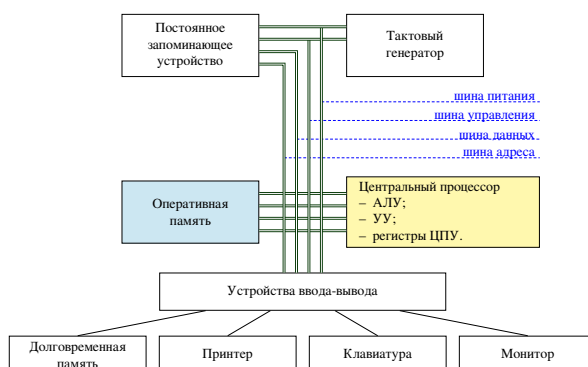 Постоянное
запоминающее
устройство
Тактовый
генератор
шина питания
шина управления
шина данных
шина адреса
Оперативная
память
Центральный процессор
– АЛУ;
– УУ;
– регистры ЦПУ.
Устройства ввода-вывода
Долговременная
память
Принтер
Клавиатура
Монитор